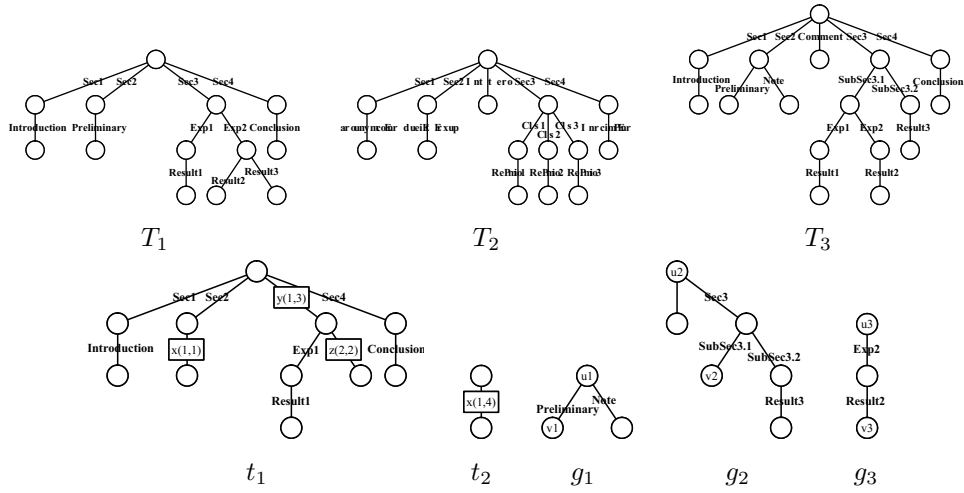 Sec1 Sec2 Sec3 Sec4
Introduction Preliminary Exp1 Exp2 Conclusion
Result1 Result2 Result3
T1
Sec1 Sec2 Sec3 Sec4
T2
Sec1 Sec2 Comment Sec3 Sec4
Introduction Preliminary Note SubSec3.1 SubSec3.2 Conclusion
Exp1 Exp2 Result3
Result1 Result2
T3
Sec1 Sec2 y(1,3) Sec4
Introduction x(1,1) Exp1 z(2,2) Conclusion
Result1
t1
x(1,4)
t2
u1
Preliminary Note
v1
g1
u2
Sec3
SubSec3.1 SubSec3.2
v2
Result3
g2
u3
Exp2
Result2
v3
g3